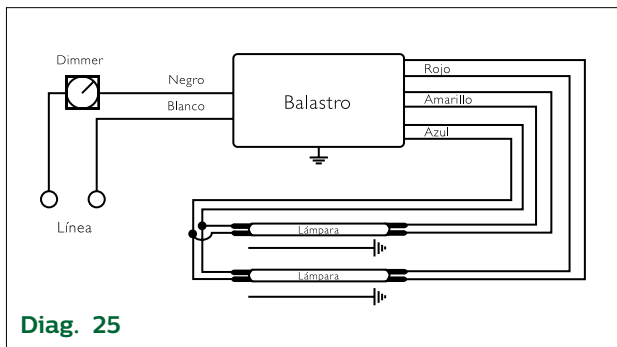 Dimmer
Negro
Blanco
Balastro
Rojo
Amarillo
Azul
Línea
Lámpara
Lámpara
Diag. 25